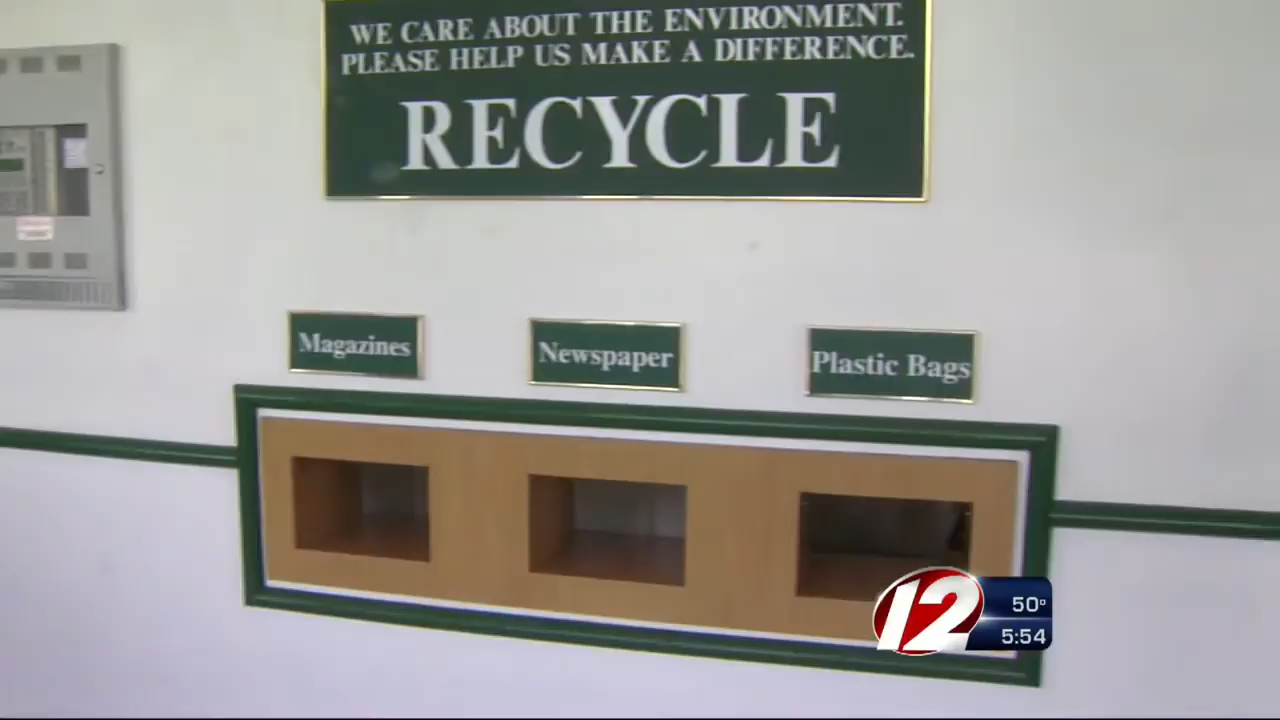 WE CARE ABOUT THE ENVIRONMENT.
PLEASE HELP US MAKE A DIFFERENCE.
RECYCLE
Magazines
Newspaper
Plastic Bags
12
50°
5:54